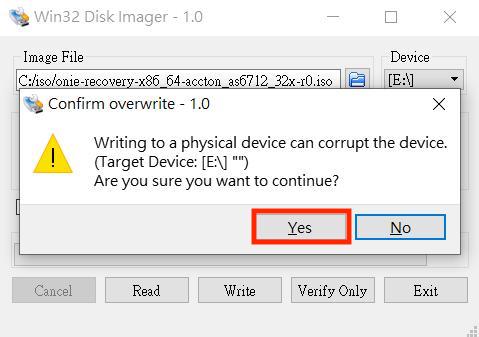 Win32 Disk Imager - 1.0
Image File
Device
C:/iso/onie-recovery-x86_64-accton_as6712_32x-r0.iso
[E:\]
Confirm overwrite - 1.0
Writing to a physical device can corrupt the device.
(Target Device: [E:\] "")
Are you sure you want to continue?
Yes
No
Cancel
Read
Write
Verify Only
Exit